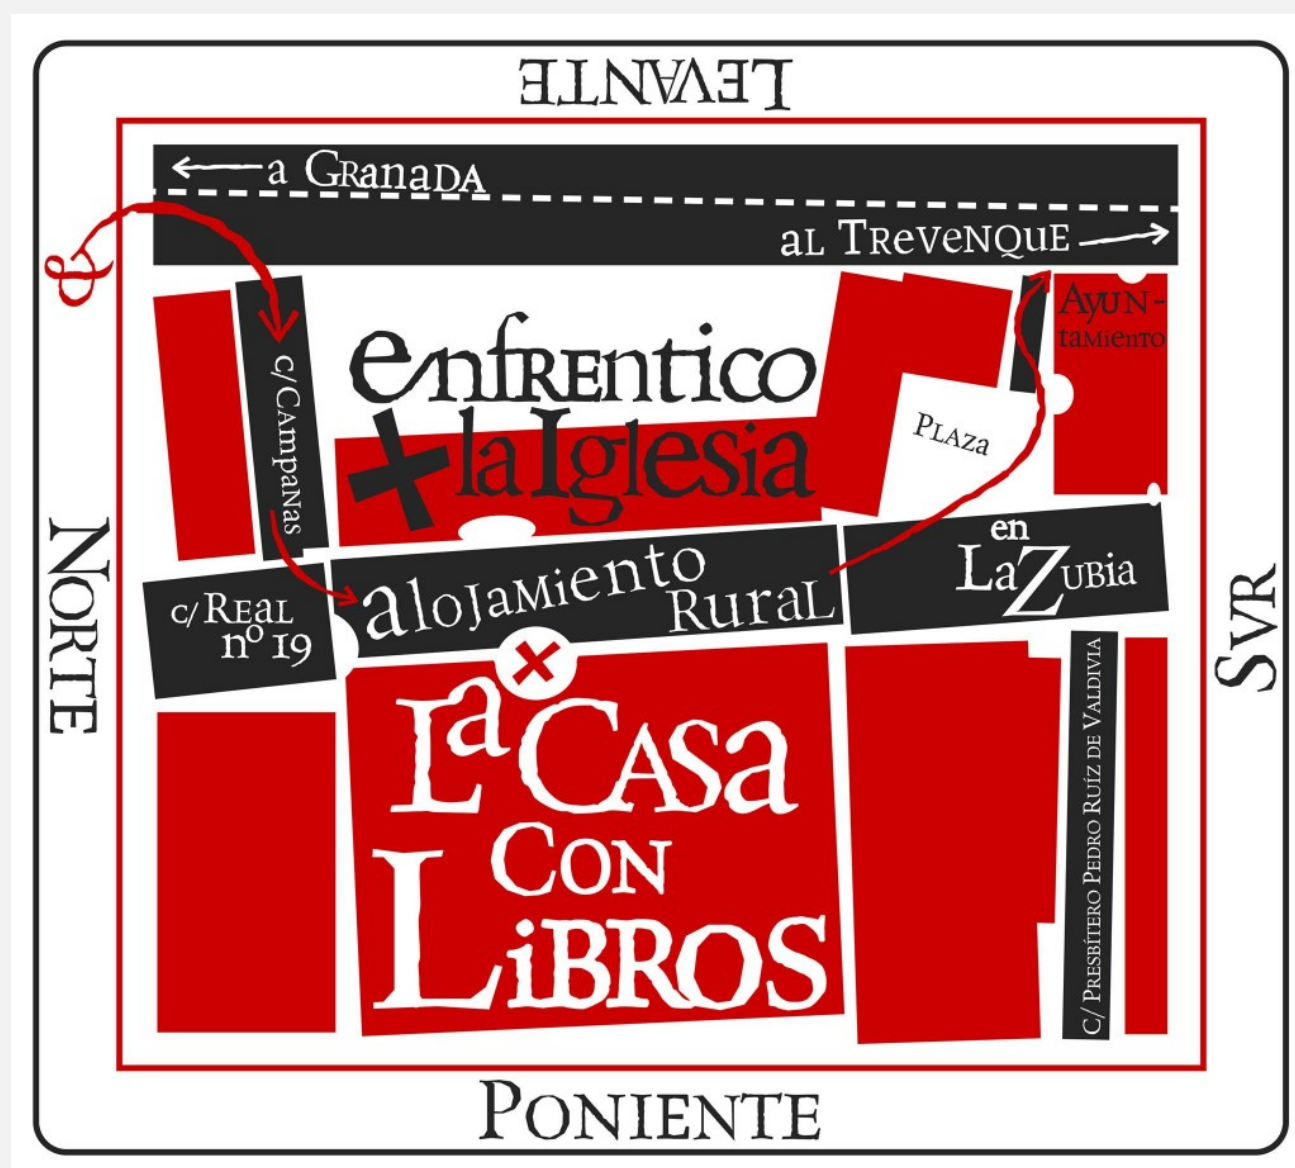 LEVANTE
← a GRanaDA
aL TReVeNQuE →
AYUN-
taMiento
c/CAmpaNas
enfREntico
la Iglesia
PLAza
en
La ZUBia
aloJaMiento
RuraL
c/REaL
nº 19
La CASa
CON
LiBROS
C/ PRESBÍTERO PEDRO RUÍZ DE VALDIVIA
NORTE
SVR
PONIENTE